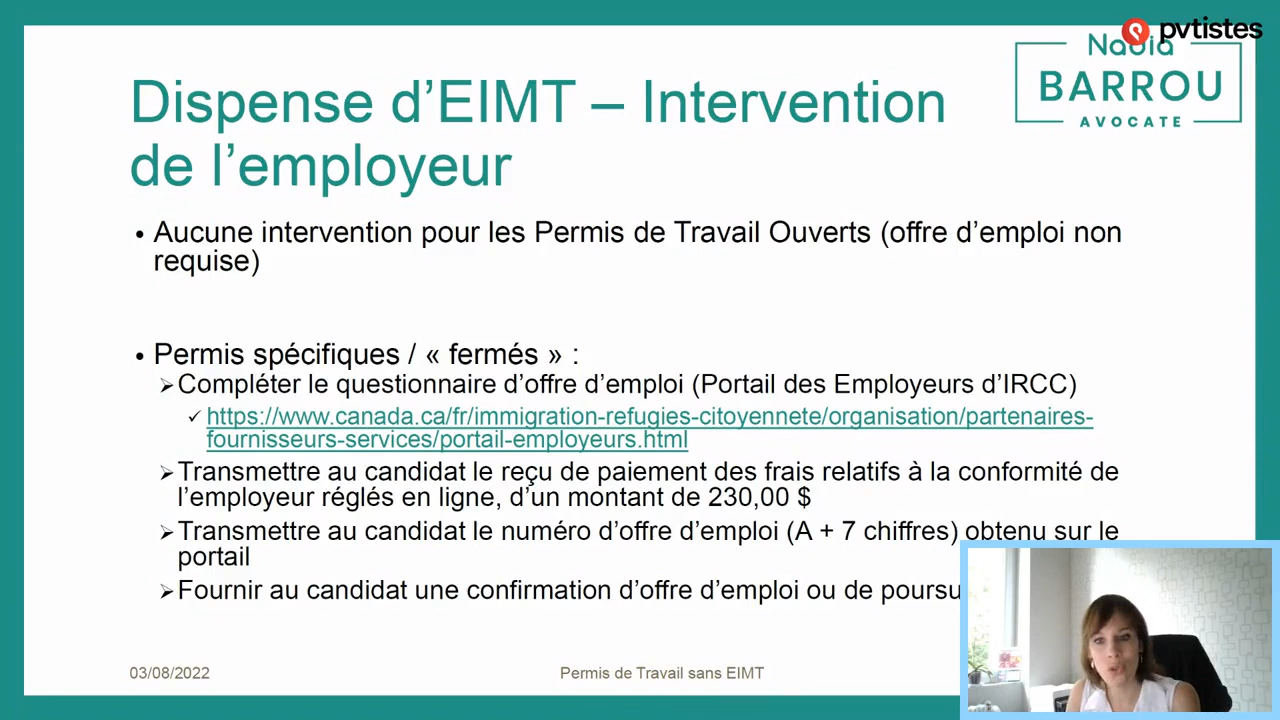 pvtistes
Nadia
BARROU
AVOCATE
Dispense d’EIMT – Intervention
de l’employeur
• Aucune intervention pour les Permis de Travail Ouverts (offre d’emploi non
requise)
• Permis spécifiques / « fermés » :
➢Compléter le questionnaire d’offre d’emploi (Portail des Employeurs d’IRCC)
✓https://www.canada.ca/fr/immigration-refugies-citoyennete/organisation/partenaires-
fournisseurs-services/portail-employeurs.html
➢Transmettre au candidat le reçu de paiement des frais relatifs à la conformité de
l’employeur réglés en ligne, d’un montant de 230,00 $
➢Transmettre au candidat le numéro d’offre d’emploi (A + 7 chiffres) obtenu sur le
portail
➢Fournir au candidat une confirmation d’offre d’emploi ou de poursu
03/08/2022
Permis de Travail sans EIMT